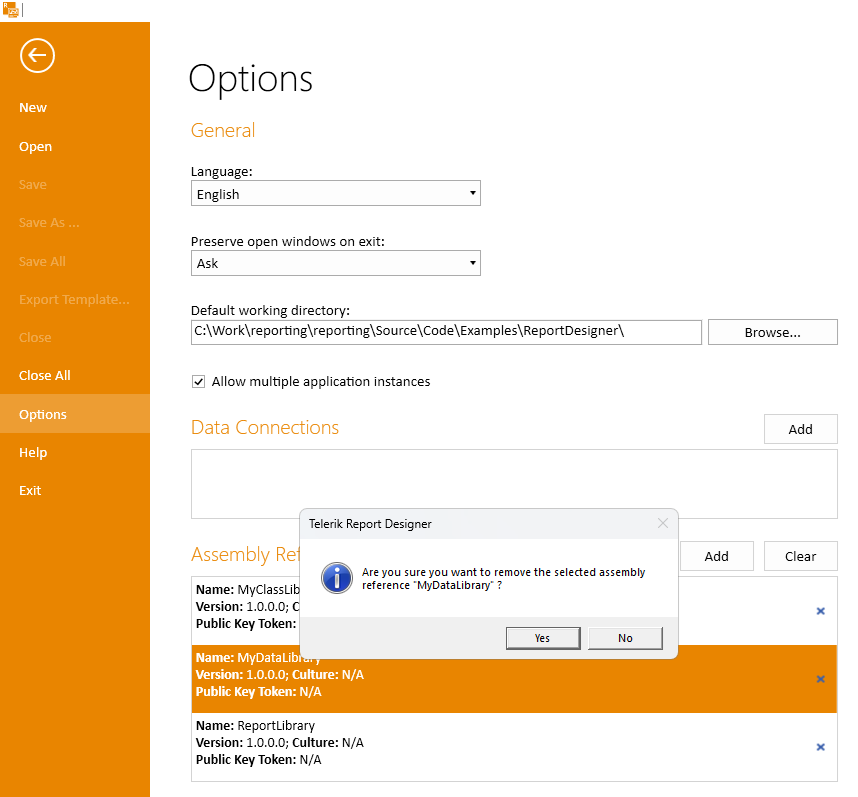 Options
General
New
Open
Save
Save As ...
Save All
Export Template...
Close
Close All
Options
Help
Exit
Language:
English
Preserve open windows on exit:
Ask
Default working directory:
C:\Work\reporting\reporting\Source\Code\Examples\ReportDesigner\
Browse...
Allow multiple application instances
Data Connections
Add
Telerik Report Designer
Are you sure you want to remove the selected assembly
reference "MyDataLibrary" ?
Yes
No
Assembly Ref
Add
Clear
Name: MyClassLib
Version: 1.0.0.0; C
Public Key Token:
Name: MyDataLibrary
Version: 1.0.0.0; Culture: N/A
Public Key Token: N/A
Name: ReportLibrary
Version: 1.0.0.0; Culture: N/A
Public Key Token: N/A